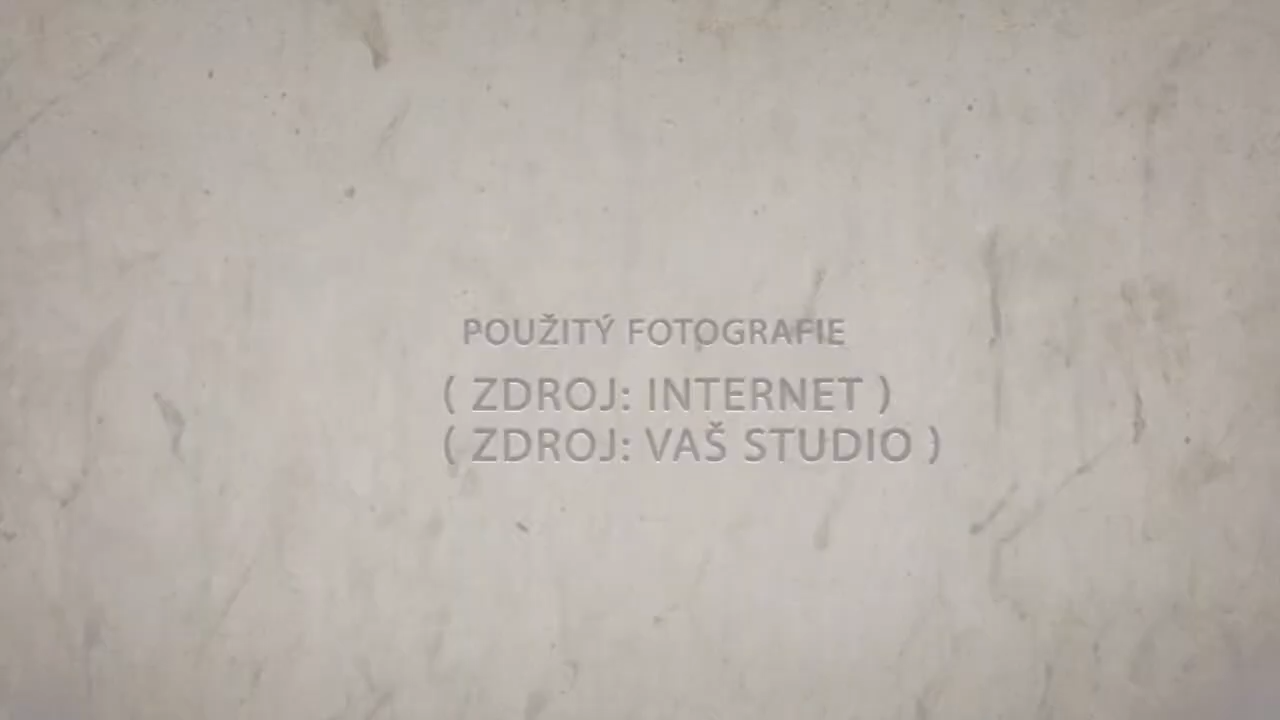 POUŽITÝ FOTOGRAFIE
( ZDROJ: INTERNET )
( ZDROJ: VAŠ STUDIO )